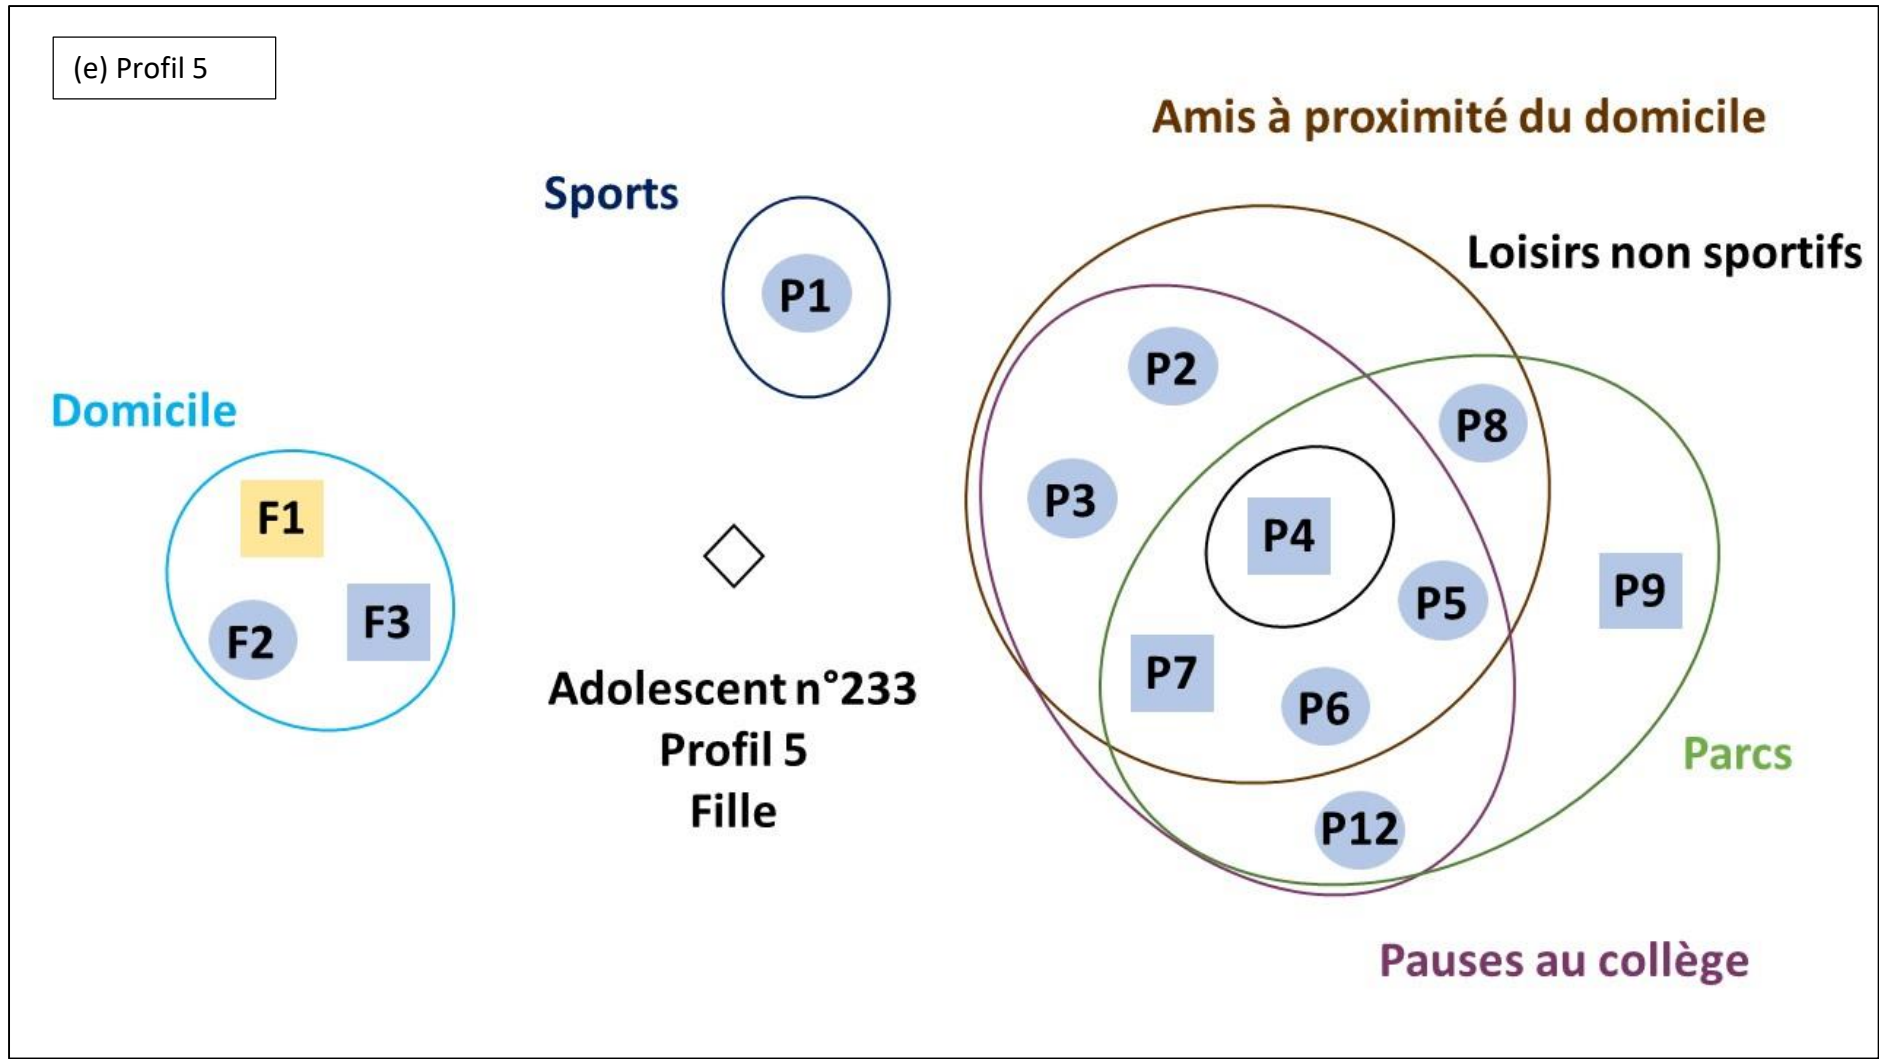 (e) Profil 5
Amis à proximité du domicile
Sports
Loisirs non sportifs
P1
P2
Domicile
P8
P3
F1
P4
P9
P5
F3
F2
P7
Adolescent n°233
P6
Profil 5
Parcs
Fille
P12
Pauses au collège